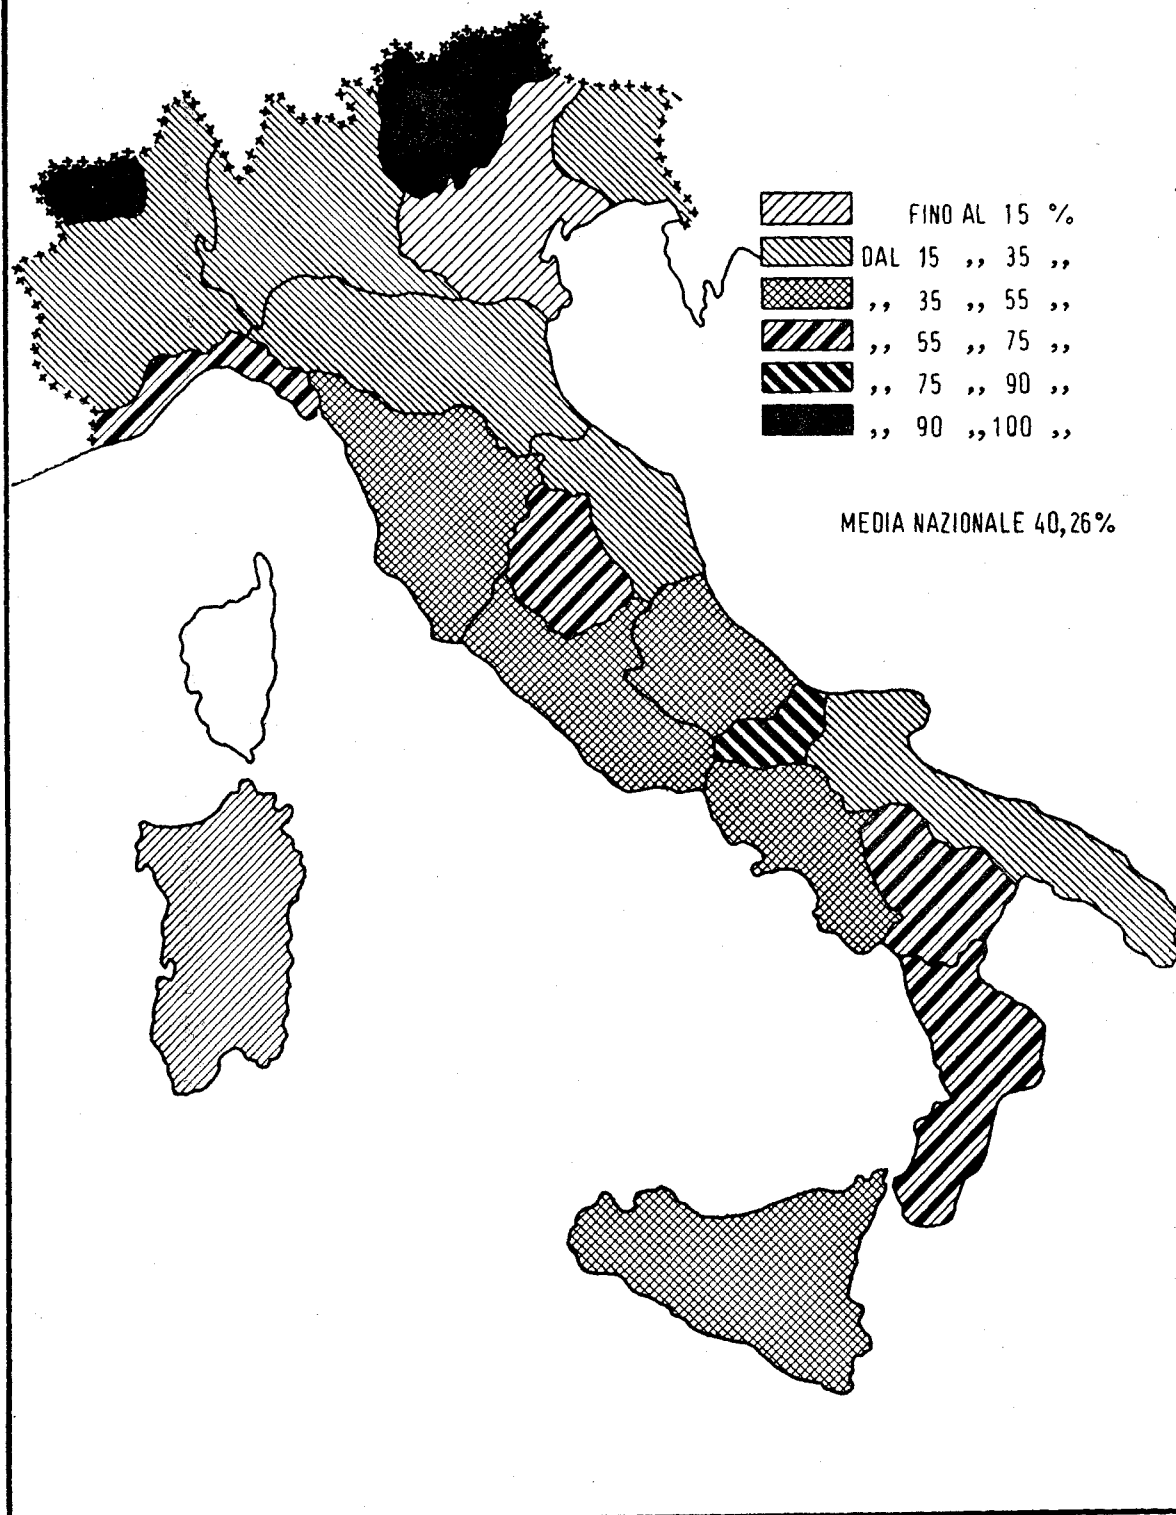 FINO AL 15 %
DAL 15 ,, 35 ,,
,, 35 ,, 55 ,,
,, 55 ,, 75 ,,
,, 75 ,, 90 ,,
,, 90 ,, 100 ,,
MEDIA NAZIONALE 40,26%